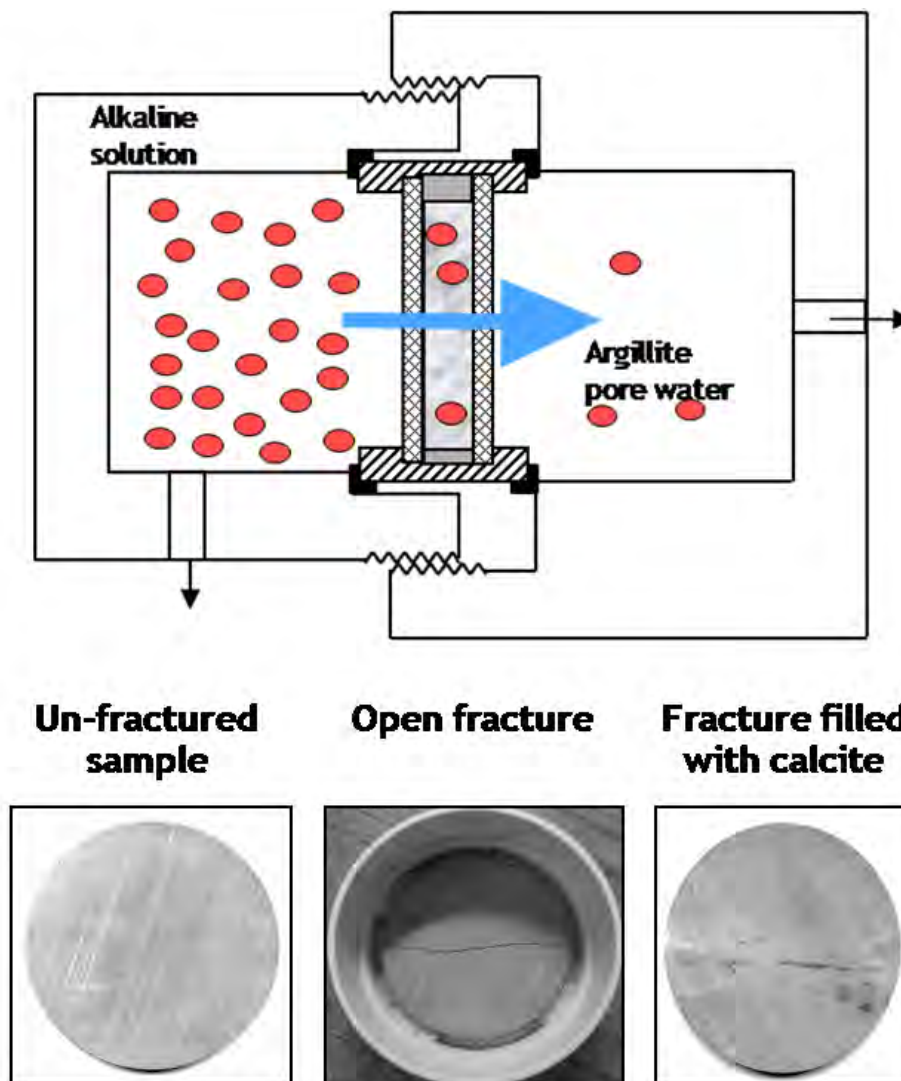 Alkaline
solution
Argillite
pore water
Un-fractured
sample
Open fracture
Fracture filled
with calcite